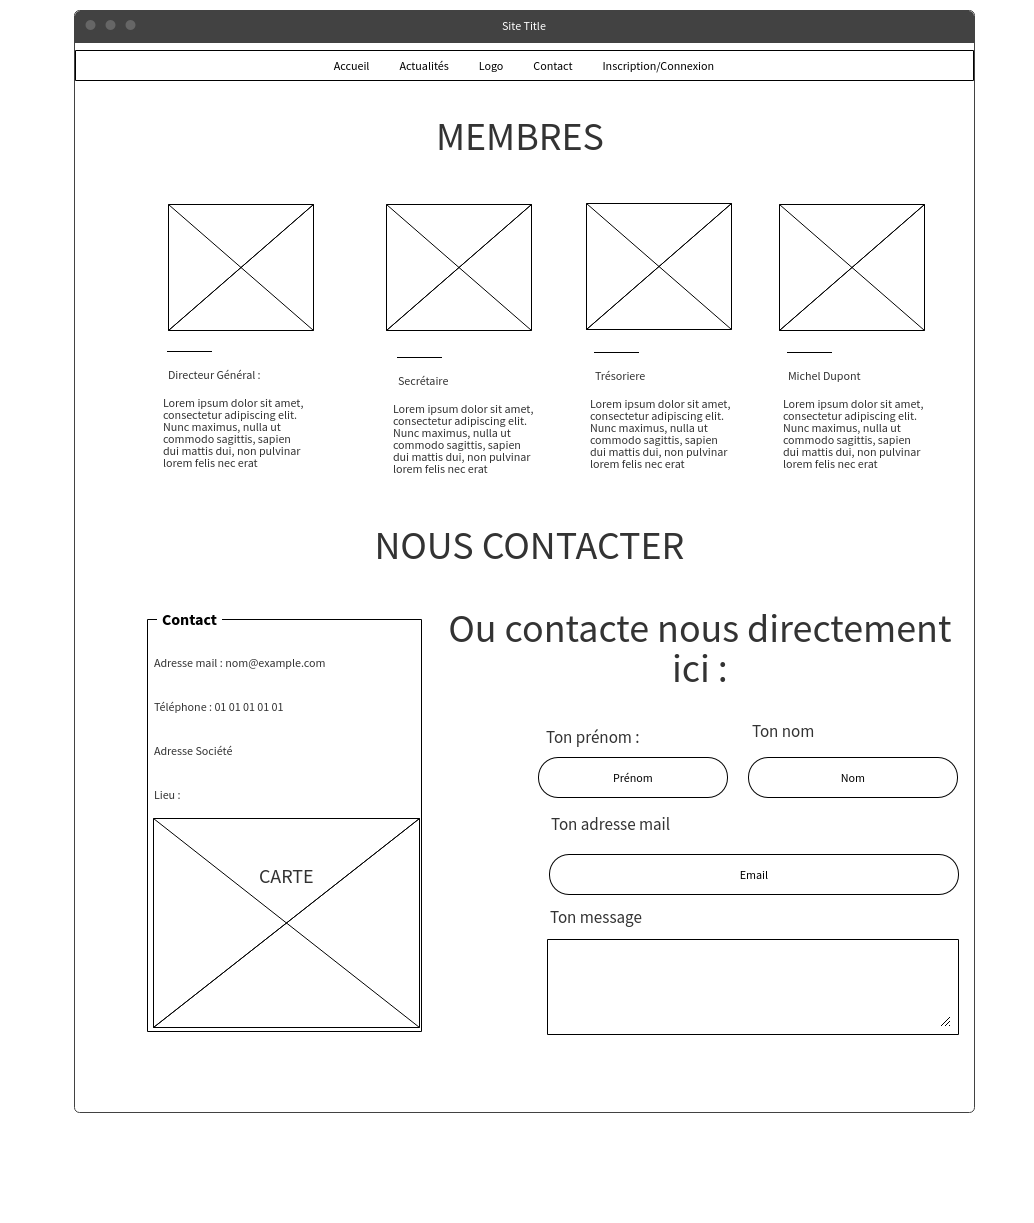 Site Title
Accueil Actualités Logo Contact Inscription/Connexion
MEMBRES
Directeur Général :
Lorem ipsum dolor sit amet,
consectetur adipiscing elit.
Nunc maximus, nulla ut
commodo sagittis, sapien
dui mattis dui, non pulvinar
lorem felis nec erat
Secrétaire
Lorem ipsum dolor sit amet,
consectetur adipiscing elit.
Nunc maximus, nulla ut
commodo sagittis, sapien
dui mattis dui, non pulvinar
lorem felis nec erat
Trésoriere
Lorem ipsum dolor sit amet,
consectetur adipiscing elit.
Nunc maximus, nulla ut
commodo sagittis, sapien
dui mattis dui, non pulvinar
lorem felis nec erat
Michel Dupont
Lorem ipsum dolor sit amet,
consectetur adipiscing elit.
Nunc maximus, nulla ut
commodo sagittis, sapien
dui mattis dui, non pulvinar
lorem felis nec erat
NOUS CONTACTER
Contact
Adresse mail : nom@example.com
Téléphone : 01 01 01 01 01
Adresse Société
Lieu :
CARTE
Ou contacte nous directement
ici :
Ton prénom :
Prénom
Ton nom
Nom
Ton adresse mail
Email
Ton message